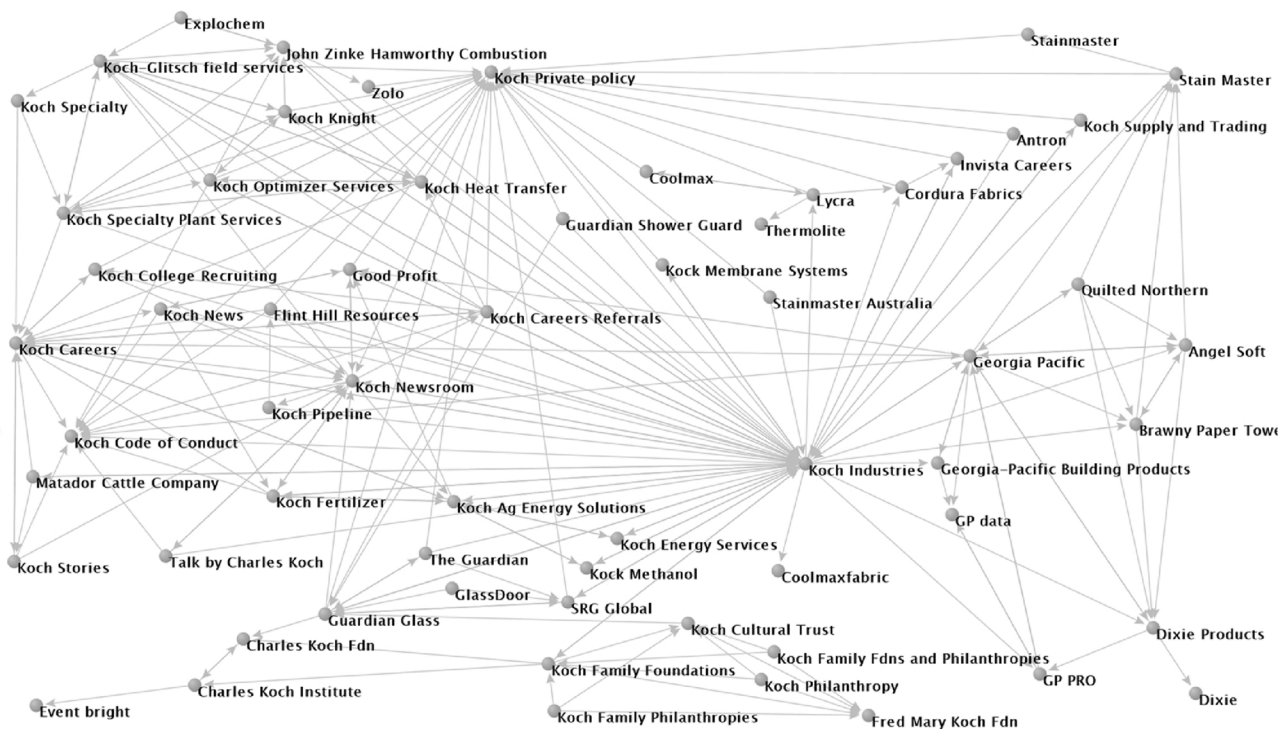 Explochem
John Zinke Hamworthy Combustion
Stainmaster
Koch-Glitsch field services
Koch Private policy
Stain Master
Zolo
Koch Specialty
Koch Knight
Koch Supply and Trading
Antron
Invista Careers
Coolmax
Koch Optimizer Services
Koch Heat Transfer
Cordura Fabrics
Lycra
Koch Specialty Plant Services
Guardian Shower Guard
Thermolite
Koch College Recruiting
Good Profit
Kock Membrane Systems
Quilted Northern
Stainmaster Australia
Koch News
Flint Hill Resources
Koch Careers Referrals
Koch Careers
Angel Soft
Georgia Pacific
Koch Newsroom
Koch Pipeline
Brawny Paper Towe
Koch Code of Conduct
Koch Industries
Georgia-Pacific Building Products
Matador Cattle Company
Koch Fertilizer
Koch Ag Energy Solutions
GP data
Koch Energy Services
Koch Stories
Talk by Charles Koch
The Guardian
Kock Methanol
Coolmaxfabric
GlassDoor
SRG Global
Guardian Glass
Koch Cultural Trust
Dixie Products
Charles Koch Fdn
Koch Family Fdns and Philanthropies
Koch Family Foundations
GP PRO
Koch Philanthropy
Charles Koch Institute
Dixie
Event bright
Koch Family Philanthropies
Fred Mary Koch Fdn